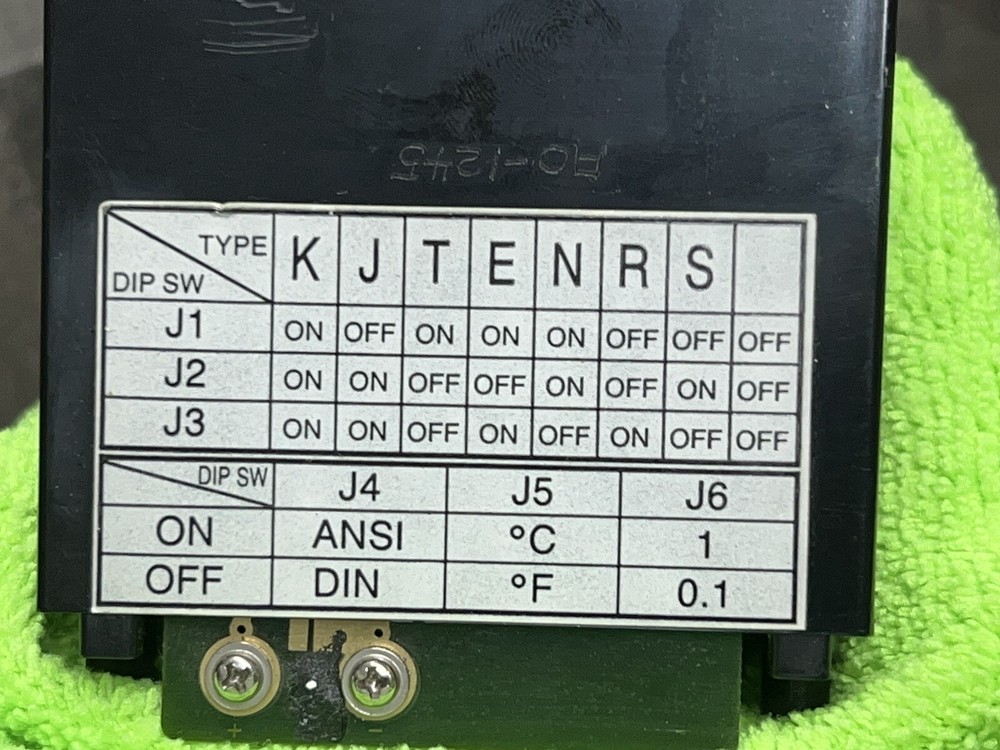 TYPE K J T E N R S
DIP SW
J1 ON OFF ON ON ON OFF OFF OFF
J2 ON ON OFF OFF ON OFF ON OFF
J3 ON ON OFF ON OFF ON OFF OFF
DIP SW J4 J5 J6
ON ANSI °C 1
OFF DIN °F 0.1
+ -